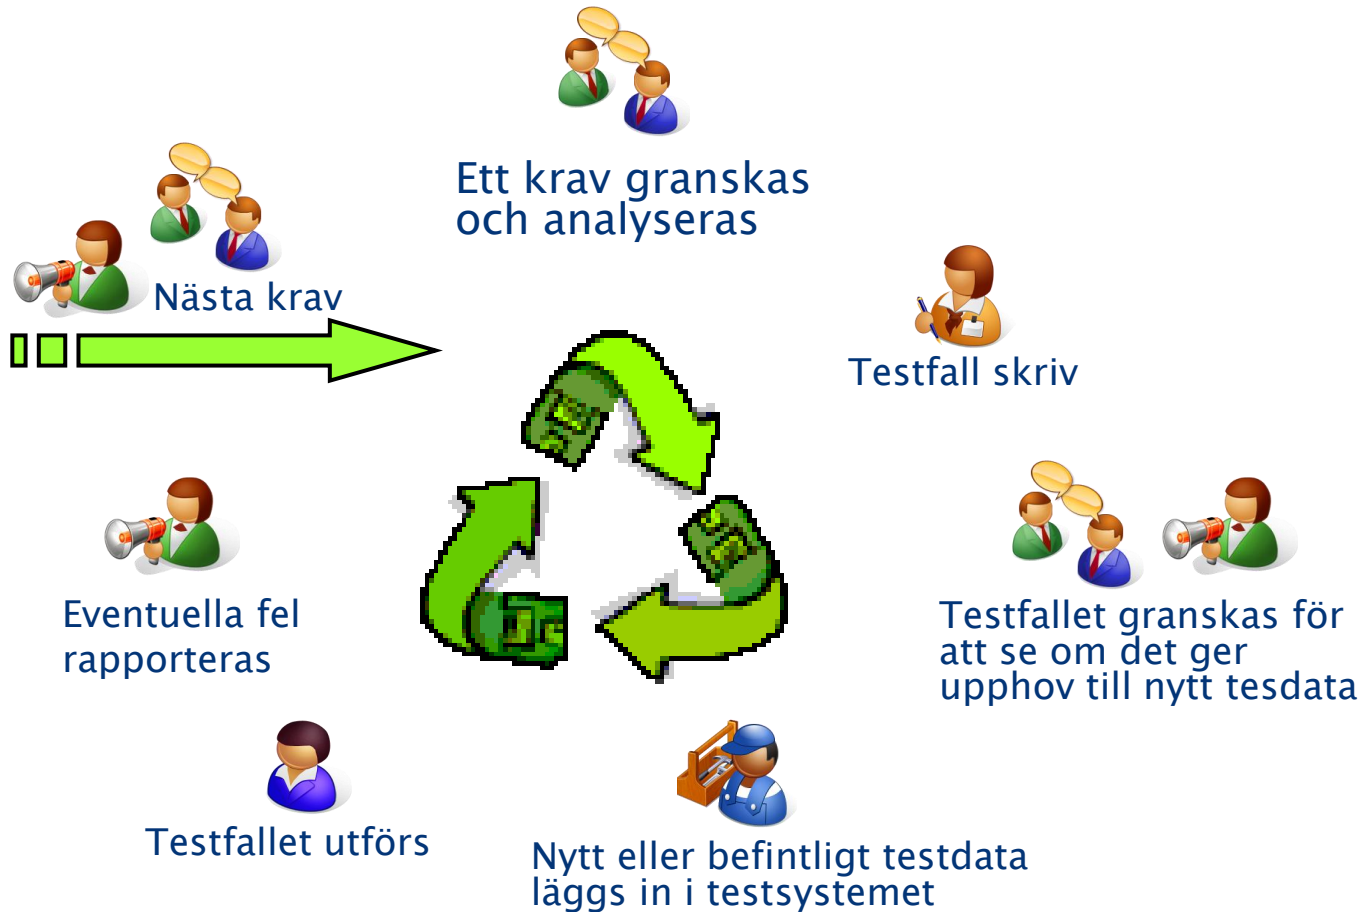 Ett krav granskas
och analyseras
Nästa krav
Testfall skriv
Testfallet granskas för
att se om det ger
upphov till nytt tesdata
Nytt eller befintligt testdata
läggs in i testsystemet
Testfallet utförs
Eventuella fel
rapporteras